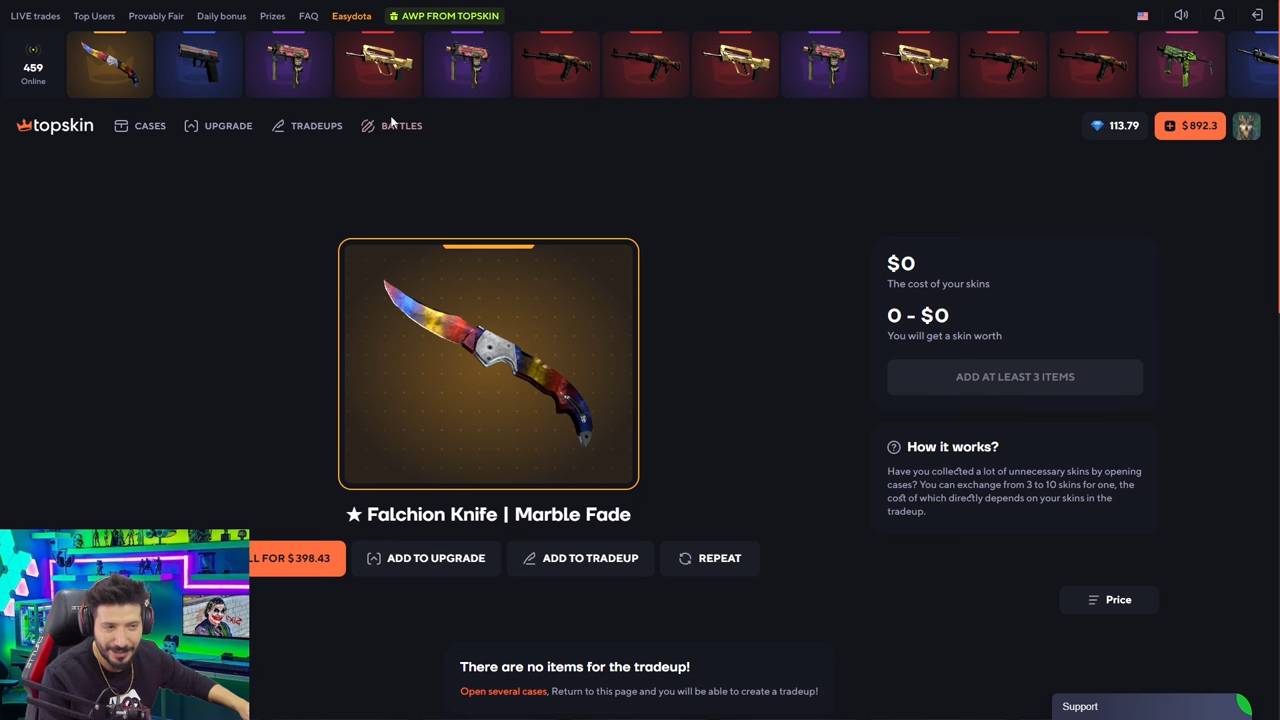 LIVE trades Top Users Provably Fair Daily bonus Prizes FAQ Easydota AWP FROM TOPSKIN
459
Online
topskin CASES UPGRADE TRADEUPS BATTLES 113.79 $892.3
$0
The cost of your skins
0 - $0
You will get a skin worth
ADD AT LEAST 3 ITEMS
How it works?
Have you collected a lot of unnecessary skins by opening
cases? You can exchange from 3 to 10 skins for one, the
cost of which directly depends on your skins in the
tradeup.
★ Falchion Knife | Marble Fade
LL FOR $398.43 ADD TO UPGRADE ADD TO TRADEUP REPEAT
Price
There are no items for the tradeup!
Open several cases, Return to this page and you will be able to create a tradeup!
Support